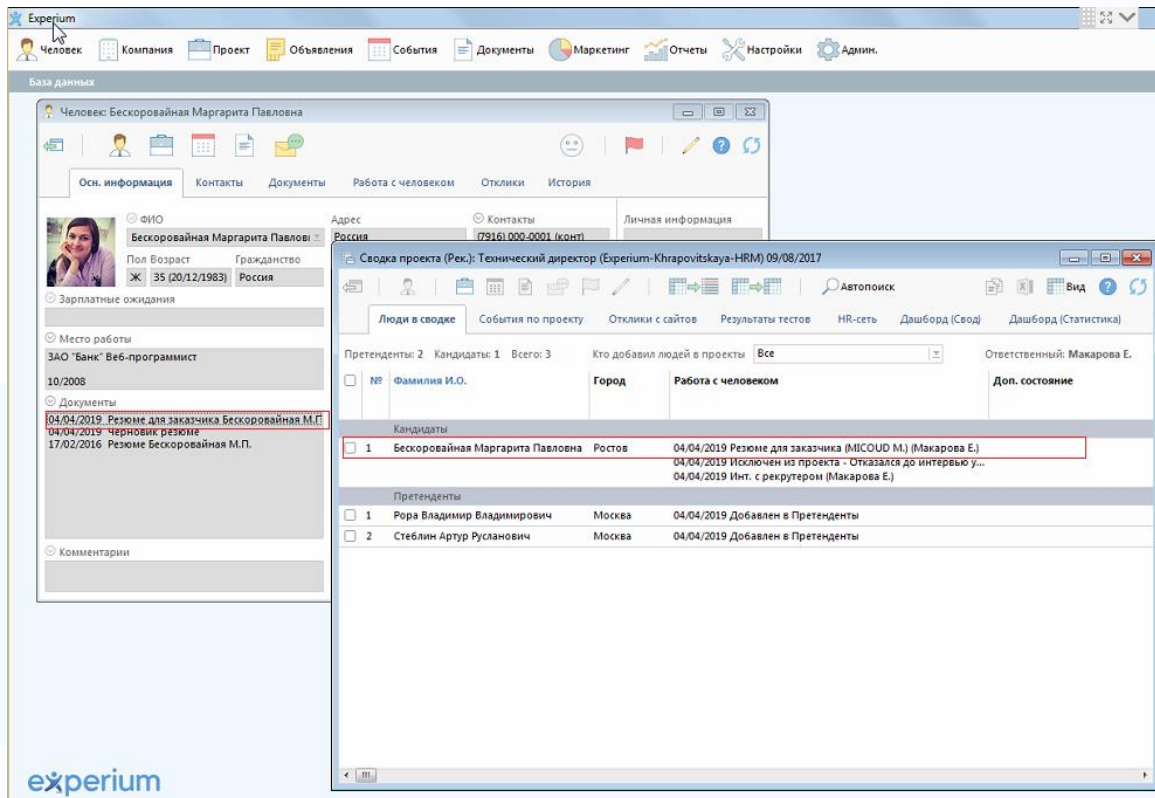 Experium
Человек Компания Проект Объявления События Документы Маркетинг Отчеты Настройки Админ.
База данных
Человек: Бескоровайная Маргарита Павловна
Осн. информация Контакты Документы Работа с человеком Отклики История
ФИО Адрес Контакты Личная информация
Бескоровайная Маргарита Павлов Россия (7916) 000-0001 (конт)
Пол Возраст Гражданство
Ж 35 (20/12/1983) Россия
Зарплатные ожидания
Место работы
ЗАО "Банк" Веб-программист
10/2008
Документы
04/04/2019 Резюме для заказчика Бескоровайная М.П
04/04/2019 Черновик резюме
17/02/2016 Резюме Бескоровайная М.П.
Комментарии
Сводка проекта (Рек.): Технический директор (Experium-Khrapovitskaya-HRM) 09/08/2017
Автопоиск Вид
Люди в сводке События по проекту Отклики с сайтов Результаты тестов HR-сеть Дашборд (Свод) Дашборд (Статистика)
Претенденты: 2 Кандидаты: 1 Всего: 3 Кто добавил людей в проекты Все Ответственный: Макарова Е.
№ Фамилия И.О. Город Работа с человеком Доп. состояние
Кандидаты
1 Бескоровайная Маргарита Павловна Ростов 04/04/2019 Резюме для заказчика (MICOUD M.) (Макарова Е.)
04/04/2019 Исключен из проекта - Отказался до интервью у...
04/04/2019 Инт. с рекрутером (Макарова Е.)
Претенденты
1 Рора Владимир Владимирович Москва 04/04/2019 Добавлен в Претенденты
2 Стеблин Артур Русланович Москва 04/04/2019 Добавлен в Претенденты
experium